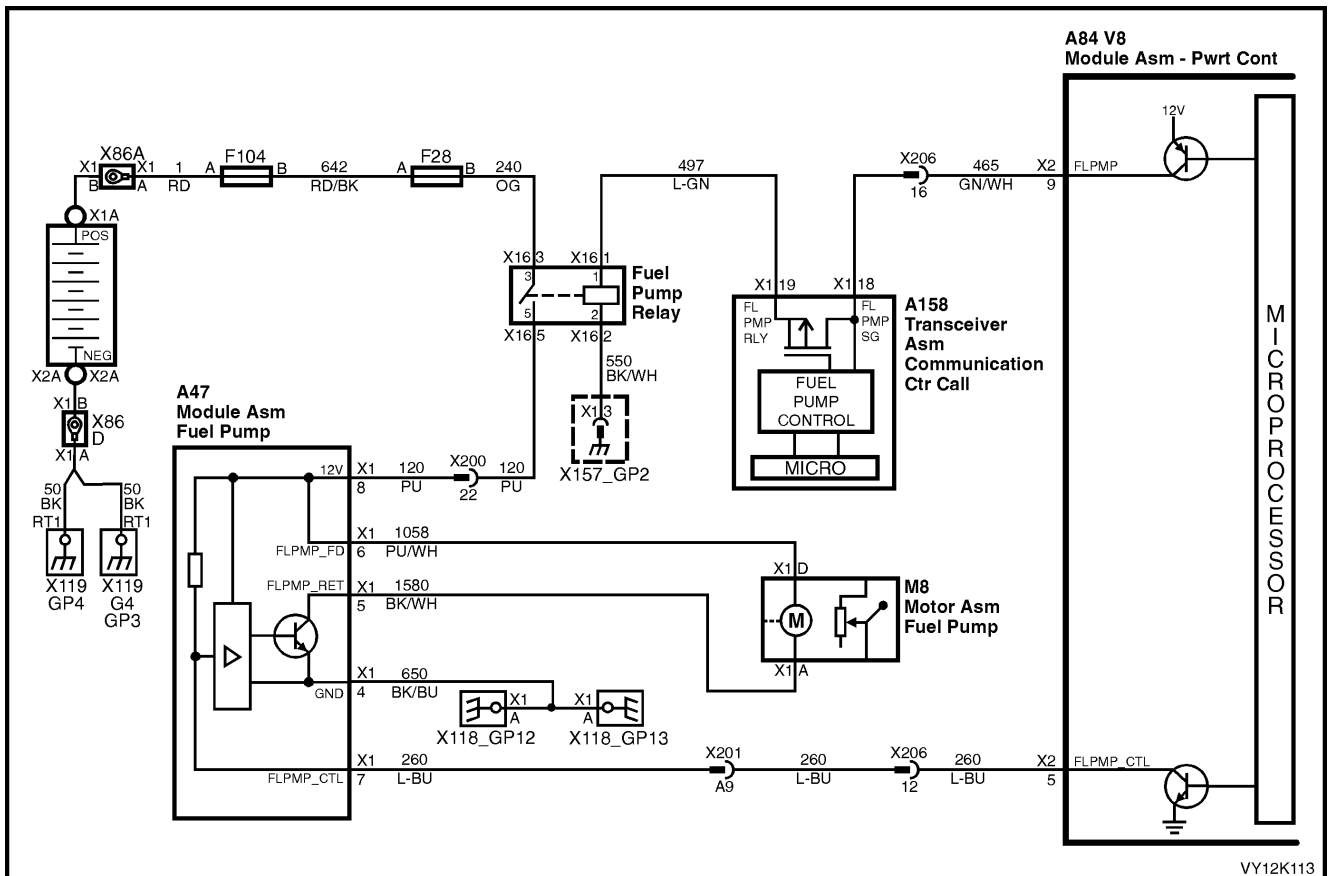 A84 V8
Module Asm - Pwrt Cont
12V
X86A
X1
B
X1
A
1
RD
A
F104
B
642
RD/BK
A
F28
B
240
OG
497
L-GN
X206
16
465
GN/WH
X2
9
FLPMP
X1A
POS
NEG
X2A
X2A
X1
B
X86
D
X1
A
50
BK
RT1
50
BK
RT1
X119
GP4
X119
G4
GP3
X16
3
X16
1
3
1
5
2
X16
5
X16
2
Fuel
Pump
Relay
550
BK/WH
X1
3
X157_GP2
X1
19
X1
18
FL
PMP
RLY
FL
PMP
SG
FUEL
PUMP
CONTROL
MICRO
A158
Transceiver
Asm
Communication
Ctr Call
MICROPROCESSOR
A47
Module Asm
Fuel Pump
12V
X1
8
120
PU
X200
22
120
PU
FLPMP_FD
X1
6
1058
PU/WH
FLPMP_RET
X1
5
1580
BK/WH
X1
D
M
X1
A
M8
Motor Asm
Fuel Pump
GND
X1
4
650
BK/BU
X1
A
X118_GP12
X1
A
X118_GP13
FLPMP_CTL
X1
7
260
L-BU
X201
A9
260
L-BU
X206
12
260
L-BU
X2
5
FLPMP_CTL
VY12K113